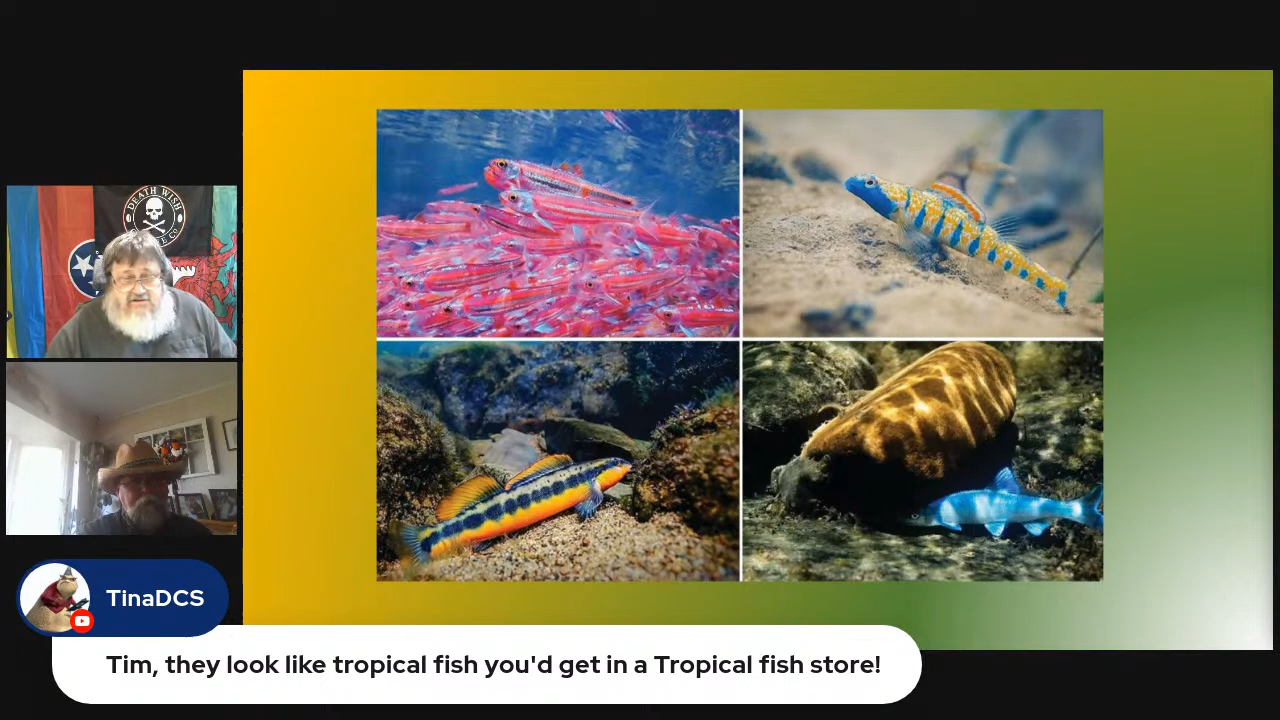 DEATH WISH
TinaDCS
Tim, they look like tropical fish you'd get in a Tropical fish store!